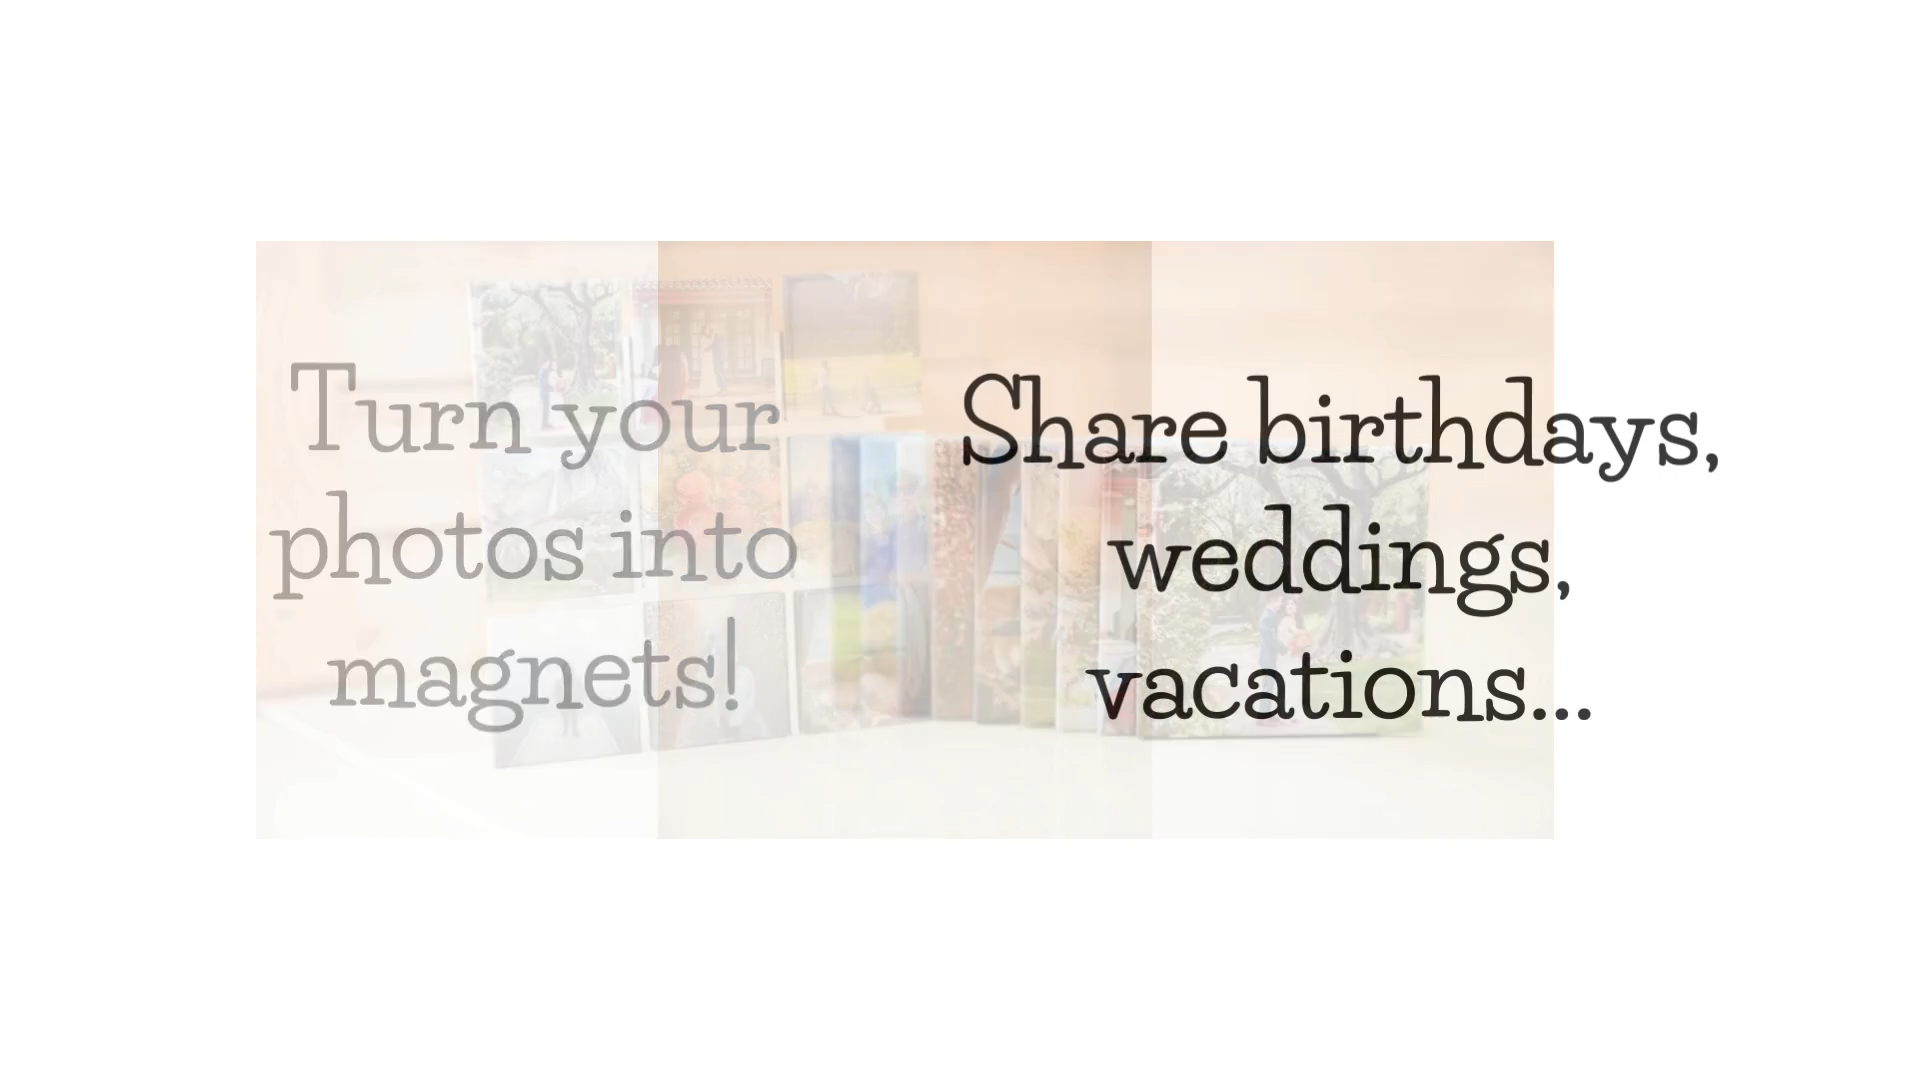 Turn your
photos into
magnets!
Share birthdays,
weddings,
vacations...